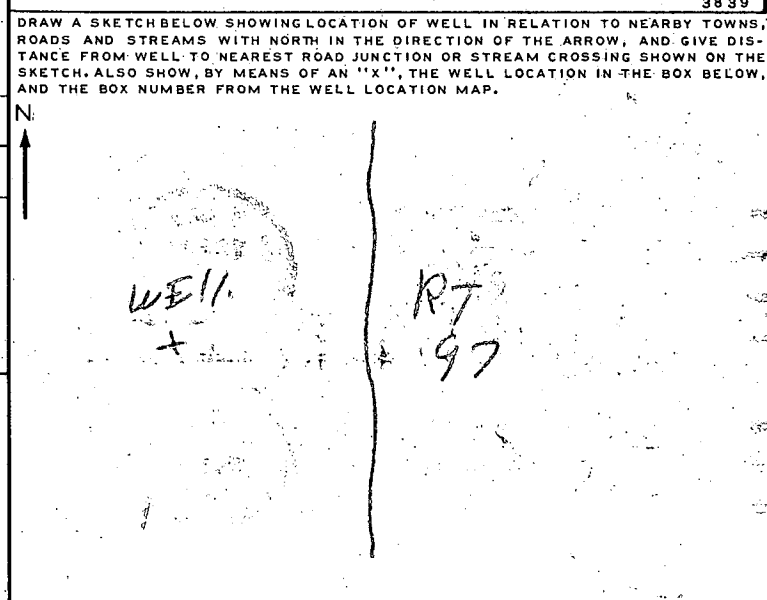 3839
DRAW A SKETCH BELOW SHOWING LOCATION OF WELL IN RELATION TO NEARBY TOWNS,
ROADS AND STREAMS WITH NORTH IN THE DIRECTION OF THE ARROW, AND GIVE DIS-
TANCE FROM WELL TO NEAREST ROAD JUNCTION OR STREAM CROSSING SHOWN ON THE
SKETCH. ALSO SHOW, BY MEANS OF AN "X", THE WELL LOCATION IN THE BOX BELOW,
AND THE BOX NUMBER FROM THE WELL LOCATION MAP.
N
WEll
RT
97